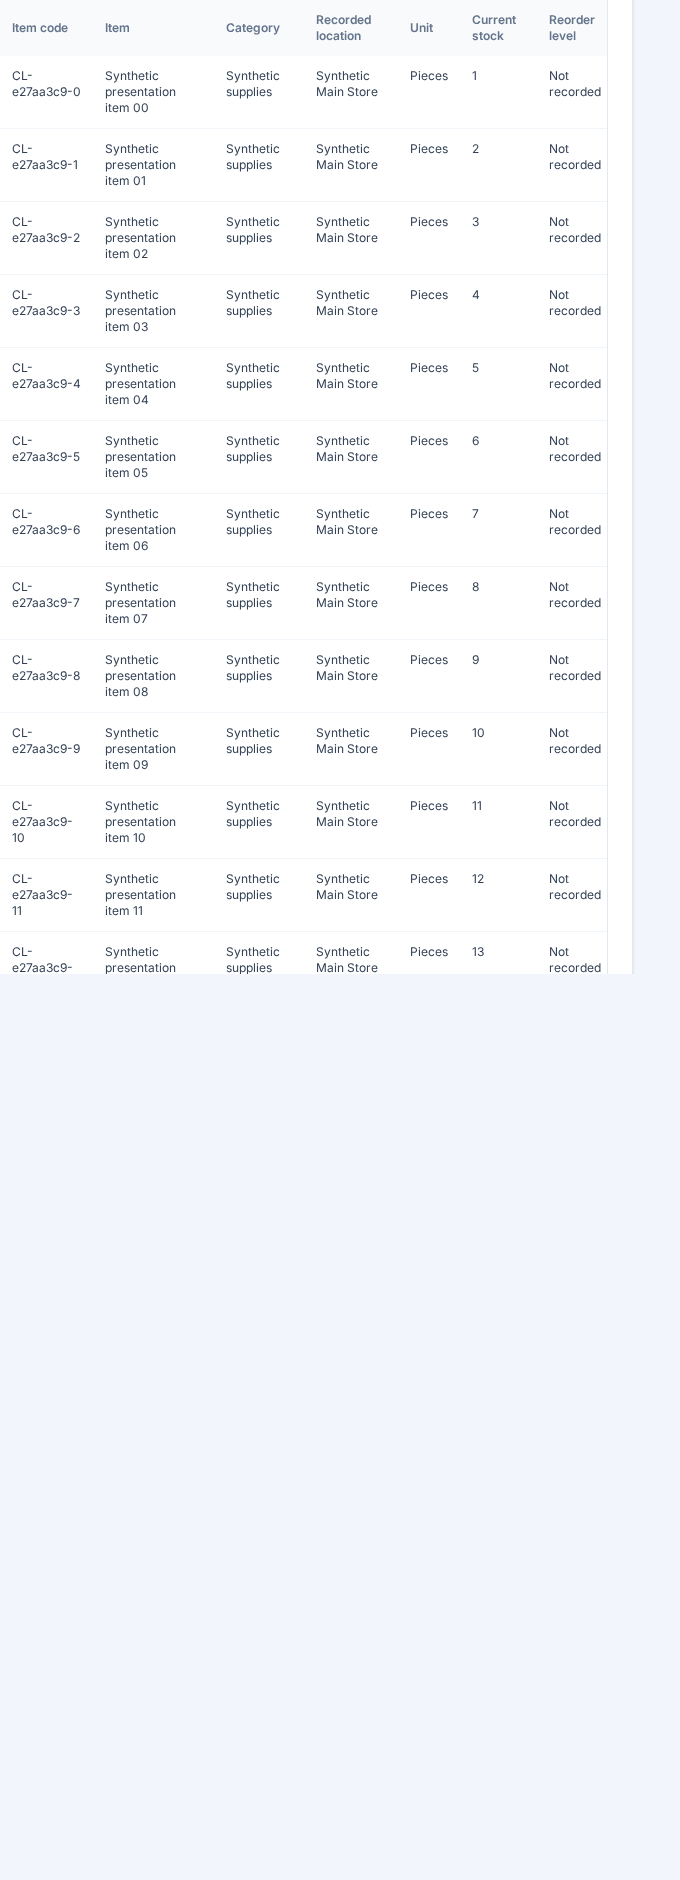 Item code Item Category Recorded location Unit Current stock Reorder level
CL-e27aa3c9-0 Synthetic presentation item 00 Synthetic supplies Synthetic Main Store Pieces 1 Not recorded
CL-e27aa3c9-1 Synthetic presentation item 01 Synthetic supplies Synthetic Main Store Pieces 2 Not recorded
CL-e27aa3c9-2 Synthetic presentation item 02 Synthetic supplies Synthetic Main Store Pieces 3 Not recorded
CL-e27aa3c9-3 Synthetic presentation item 03 Synthetic supplies Synthetic Main Store Pieces 4 Not recorded
CL-e27aa3c9-4 Synthetic presentation item 04 Synthetic supplies Synthetic Main Store Pieces 5 Not recorded
CL-e27aa3c9-5 Synthetic presentation item 05 Synthetic supplies Synthetic Main Store Pieces 6 Not recorded
CL-e27aa3c9-6 Synthetic presentation item 06 Synthetic supplies Synthetic Main Store Pieces 7 Not recorded
CL-e27aa3c9-7 Synthetic presentation item 07 Synthetic supplies Synthetic Main Store Pieces 8 Not recorded
CL-e27aa3c9-8 Synthetic presentation item 08 Synthetic supplies Synthetic Main Store Pieces 9 Not recorded
CL-e27aa3c9-9 Synthetic presentation item 09 Synthetic supplies Synthetic Main Store Pieces 10 Not recorded
CL-e27aa3c9-10 Synthetic presentation item 10 Synthetic supplies Synthetic Main Store Pieces 11 Not recorded
CL-e27aa3c9-11 Synthetic presentation item 11 Synthetic supplies Synthetic Main Store Pieces 12 Not recorded
CL-e27aa3c9- Synthetic presentation Synthetic supplies Synthetic Main Store Pieces 13 Not recorded